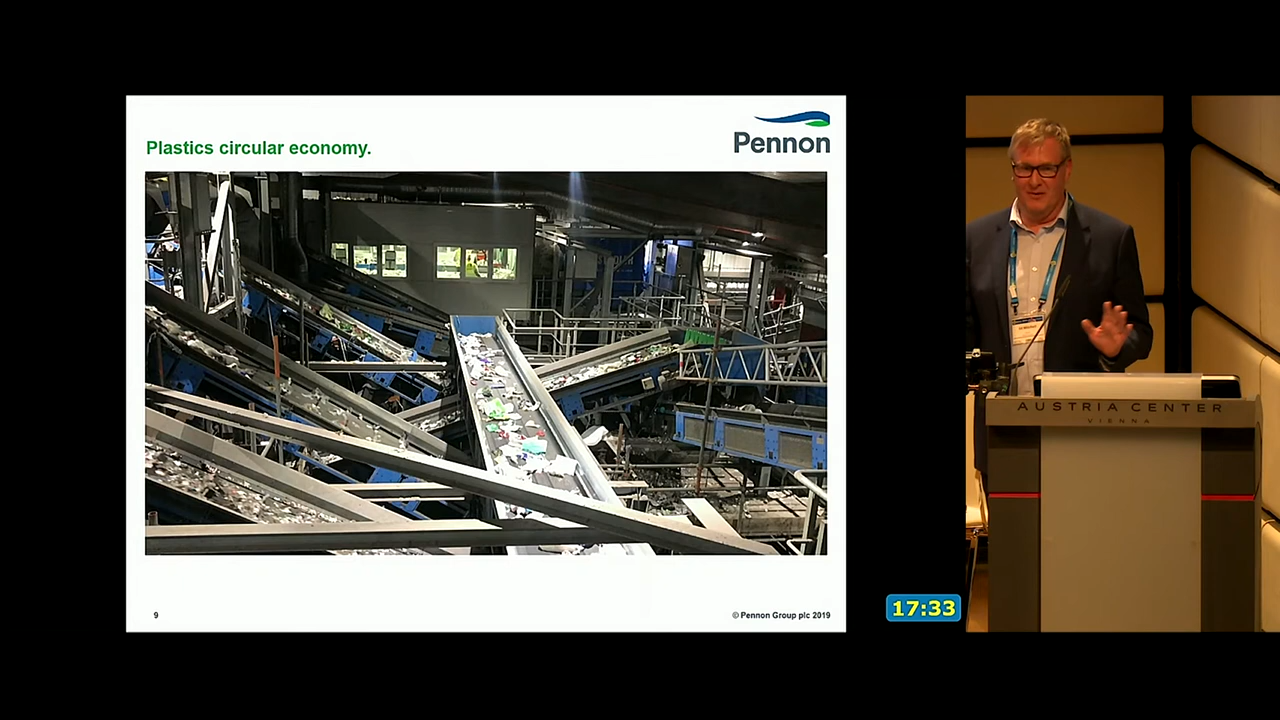 Plastics circular economy.
Pennon
9
© Pennon Group plc 2019
17:33
AUSTRIA CENTER
VIENNA